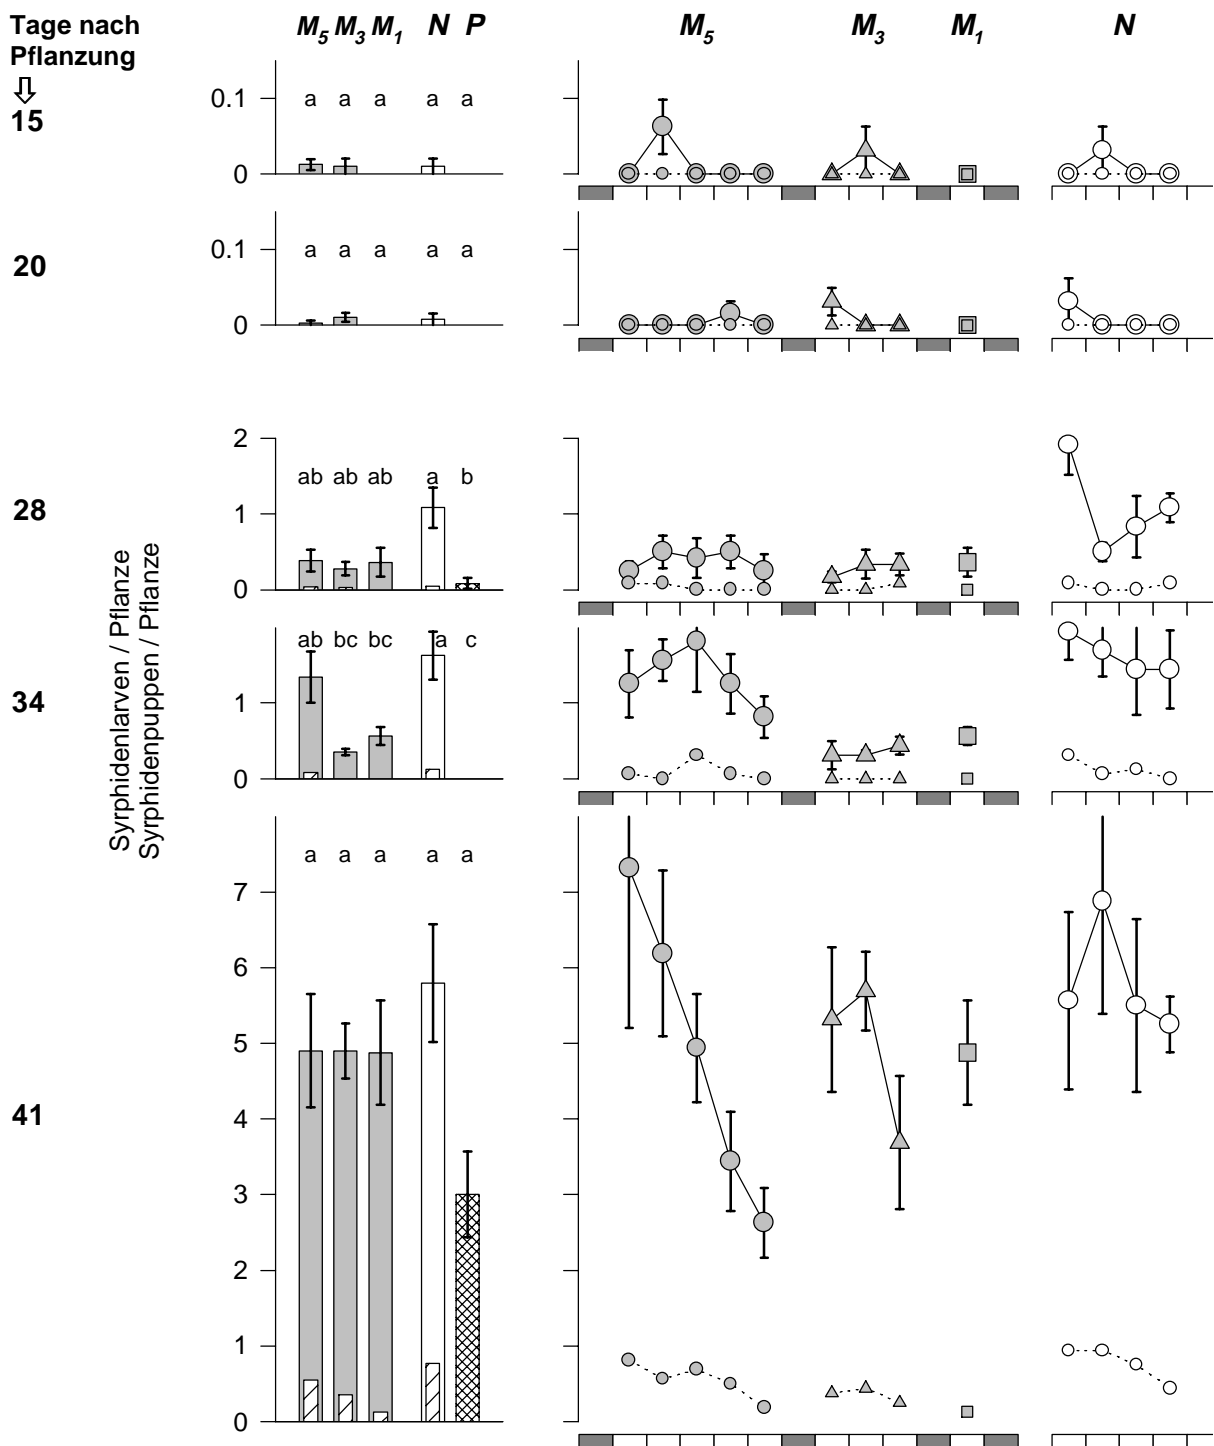 Tage nach
Pflanzung
M5 M3 M1 N P M5 M3 M1 N
⇩
15
0.1 a a a a a
0
20
0.1 a a a a a
0
28
2
ab ab ab a b
1
0
34
ab bc bc a c
1
0
Syrphidenlarven / Pflanze
Syrphidenpuppen / Pflanze
41
a a a a a
7
6
5
4
3
2
1
0